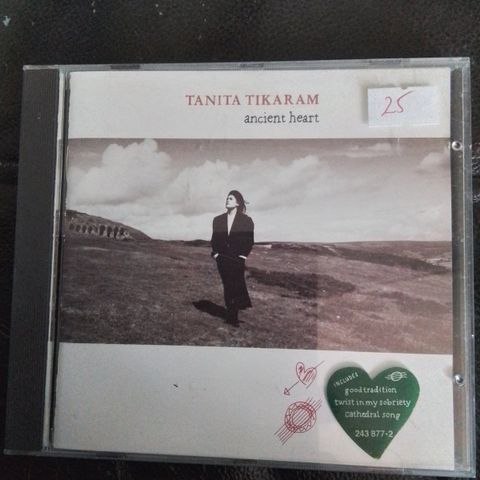 TANITA TIKARAM
ancient heart
25
INCLUDES
good tradition
twist in my sobriety
cathedral song
243 877-2